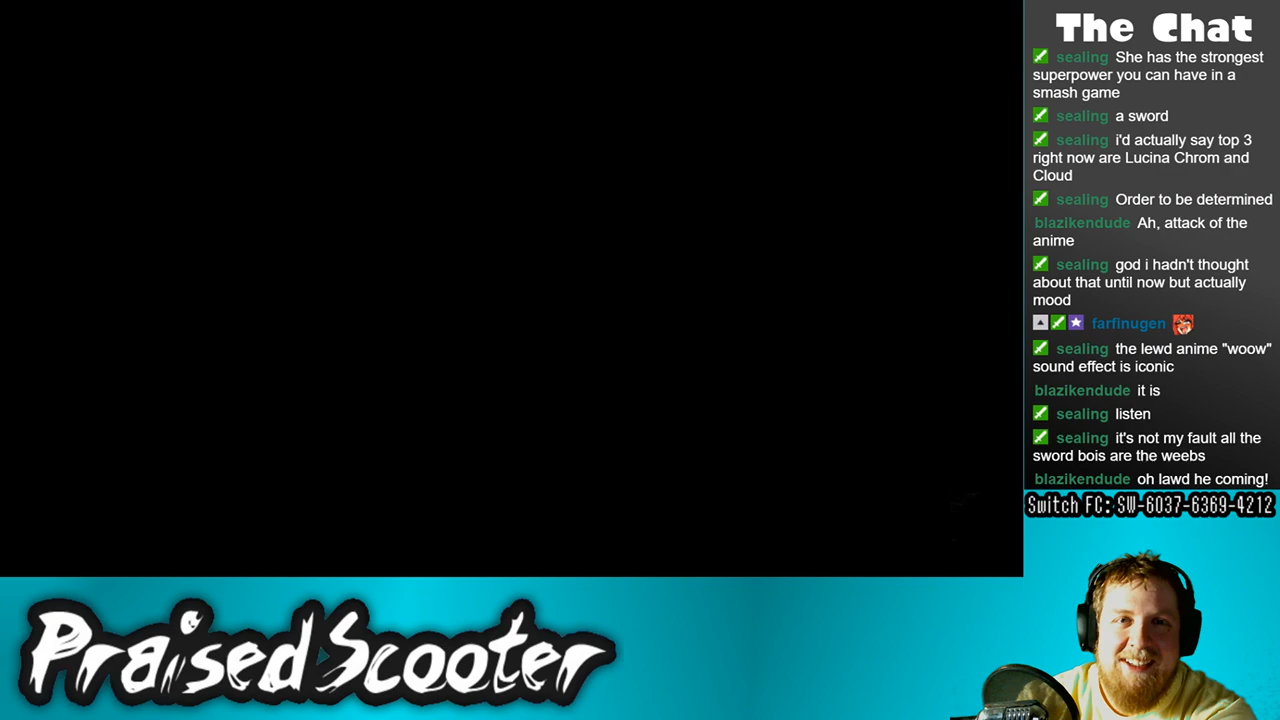 The Chat
sealing She has the strongest
superpower you can have in a
smash game
sealing a sword
sealing i'd actually say top 3
right now are Lucina Chrom and
Cloud
sealing Order to be determined
blazikendude Ah, attack of the
anime
sealing god i hadn't thought
about that until now but actually
mood
farfinugen
sealing the lewd anime "woow"
sound effect is iconic
blazikendude it is
sealing listen
sealing it's not my fault all the
sword bois are the weebs
blazikendude oh lawd he coming!
Switch FC: SW-6037-6369-4212
PraisedScooter